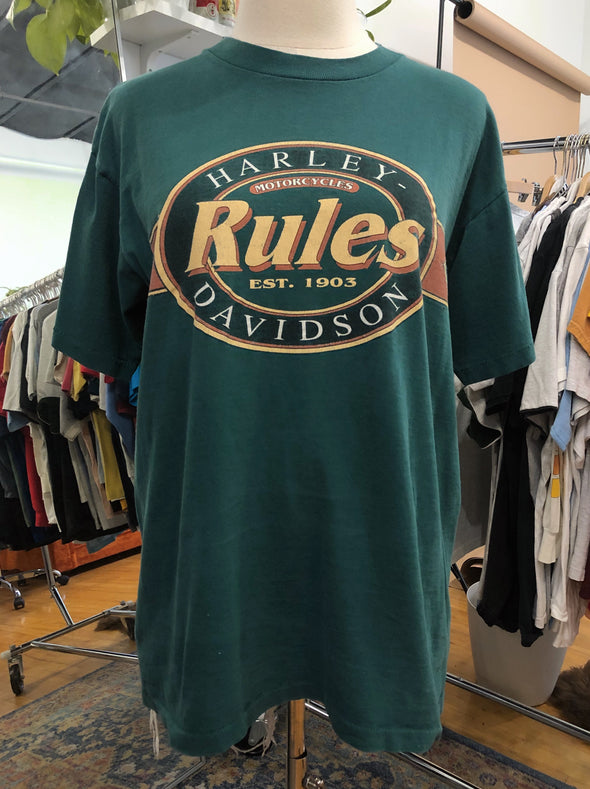 HARLEY-
MOTORCYCLES
Rules
EST. 1903
DAVIDSON